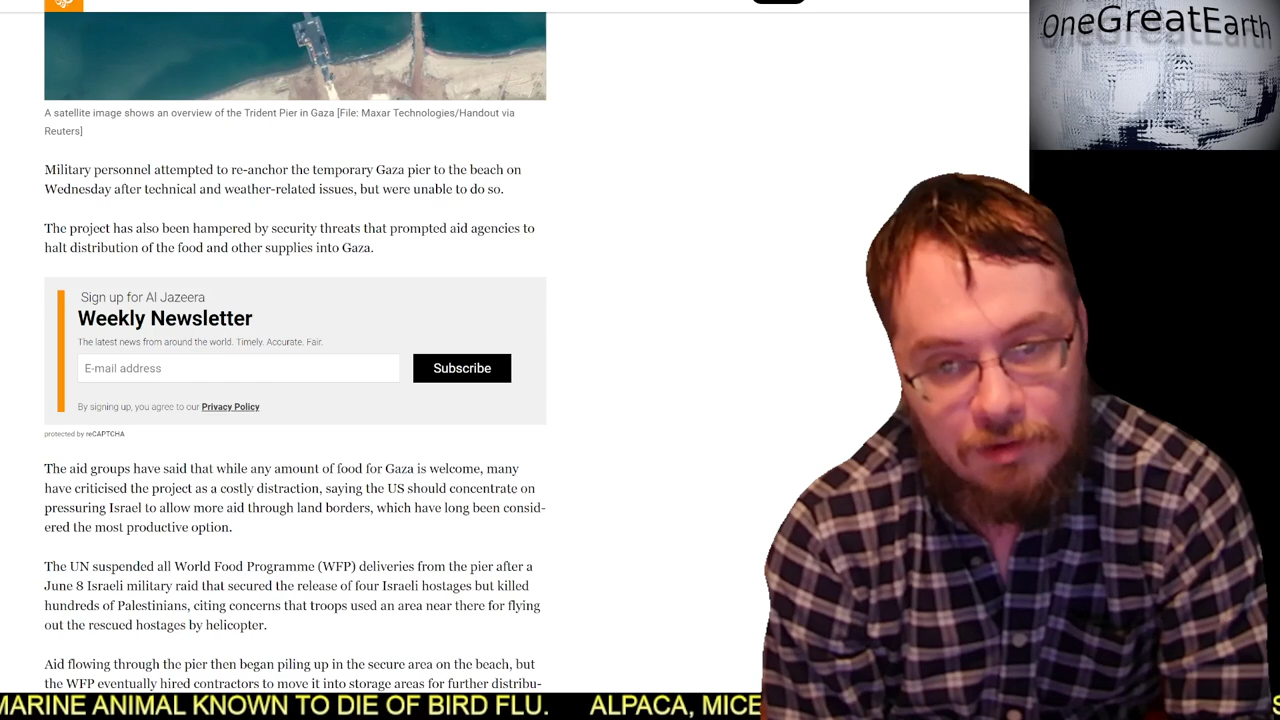 OneGreatEarth
A satellite image shows an overview of the Trident Pier in Gaza [File: Maxar Technologies/Handout via
Reuters]
Military personnel attempted to re-anchor the temporary Gaza pier to the beach on
Wednesday after technical and weather-related issues, but were unable to do so.
The project has also been hampered by security threats that prompted aid agencies to
halt distribution of the food and other supplies into Gaza.
Sign up for Al Jazeera
Weekly Newsletter
The latest news from around the world. Timely. Accurate. Fair.
E-mail address
Subscribe
By signing up, you agree to our Privacy Policy
protected by reCAPTCHA
The aid groups have said that while any amount of food for Gaza is welcome, many
have criticised the project as a costly distraction, saying the US should concentrate on
pressuring Israel to allow more aid through land borders, which have long been consid-
ered the most productive option.
The UN suspended all World Food Programme (WFP) deliveries from the pier after a
June 8 Israeli military raid that secured the release of four Israeli hostages but killed
hundreds of Palestinians, citing concerns that troops used an area near there for flying
out the rescued hostages by helicopter.
Aid flowing through the pier then began piling up in the secure area on the beach, but
the WFP eventually hired contractors to move it into storage areas for further distribu-
MARINE ANIMAL KNOWN TO DIE OF BIRD FLU. ALPACA, MICE